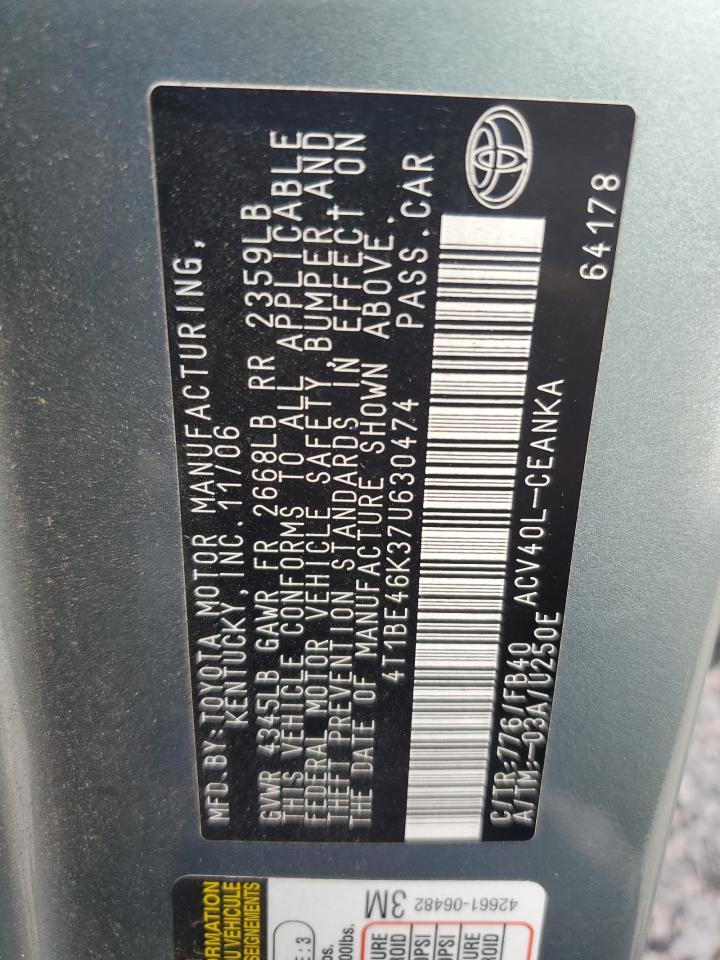 MFD.BY:TOYOTA MOTOR MANUFACTURING,
KENTUCKY, INC. 11/06
GVWR 4345LB GAWR FR 2668LB RR 2359LB
THIS VEHICLE CONFORMS TO ALL APPLICABLE
FEDERAL MOTOR VEHICLE SAFETY, BUMPER, AND
THEFT PREVENTION STANDARDS IN EFFECT ON
THE DATE OF MANUFACTURE SHOWN ABOVE.
4T1BE46K37U630474 PASS.CAR
C/TR:776/FB40 ACV40L-CEANKA
A/TM:-03A/U250E 64178
42661-06482
3M